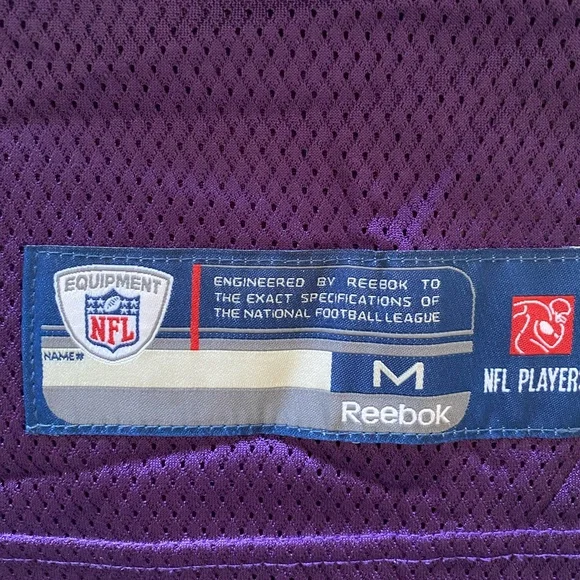 EQUIPMENT
NFL
ENGINEERED BY REEBOK TO
THE EXACT SPECIFICATIONS OF
THE NATIONAL FOOTBALL LEAGUE
NAME#
M
Reebok
NFL PLAYERS